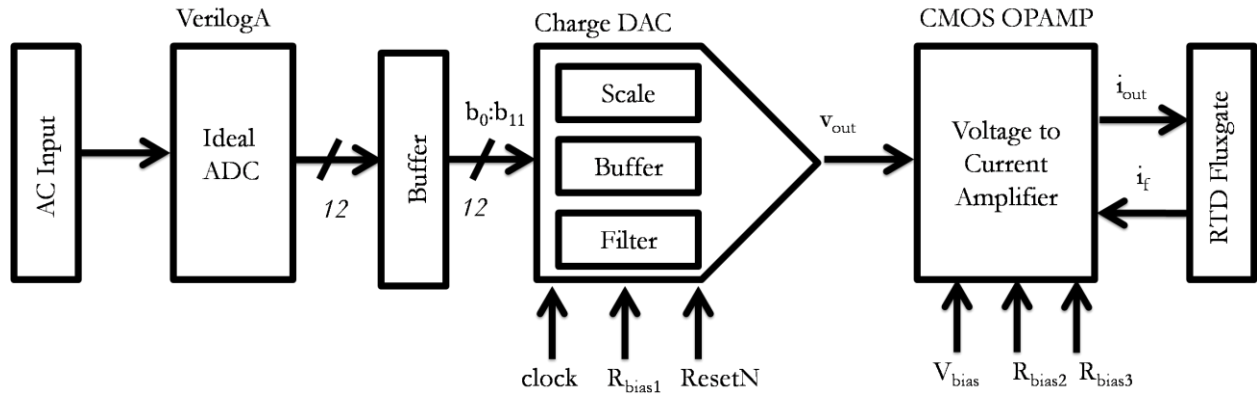 VerilogA
Charge DAC
CMOS OPAMP
AC Input
Ideal
ADC
12
Buffer
b0:b11
12
Scale
Buffer
Filter
vout
Voltage to
Current
Amplifier
iout
if
RTD Fluxgate
clock
Rbias1
ResetN
Vbias
Rbias2
Rbias3